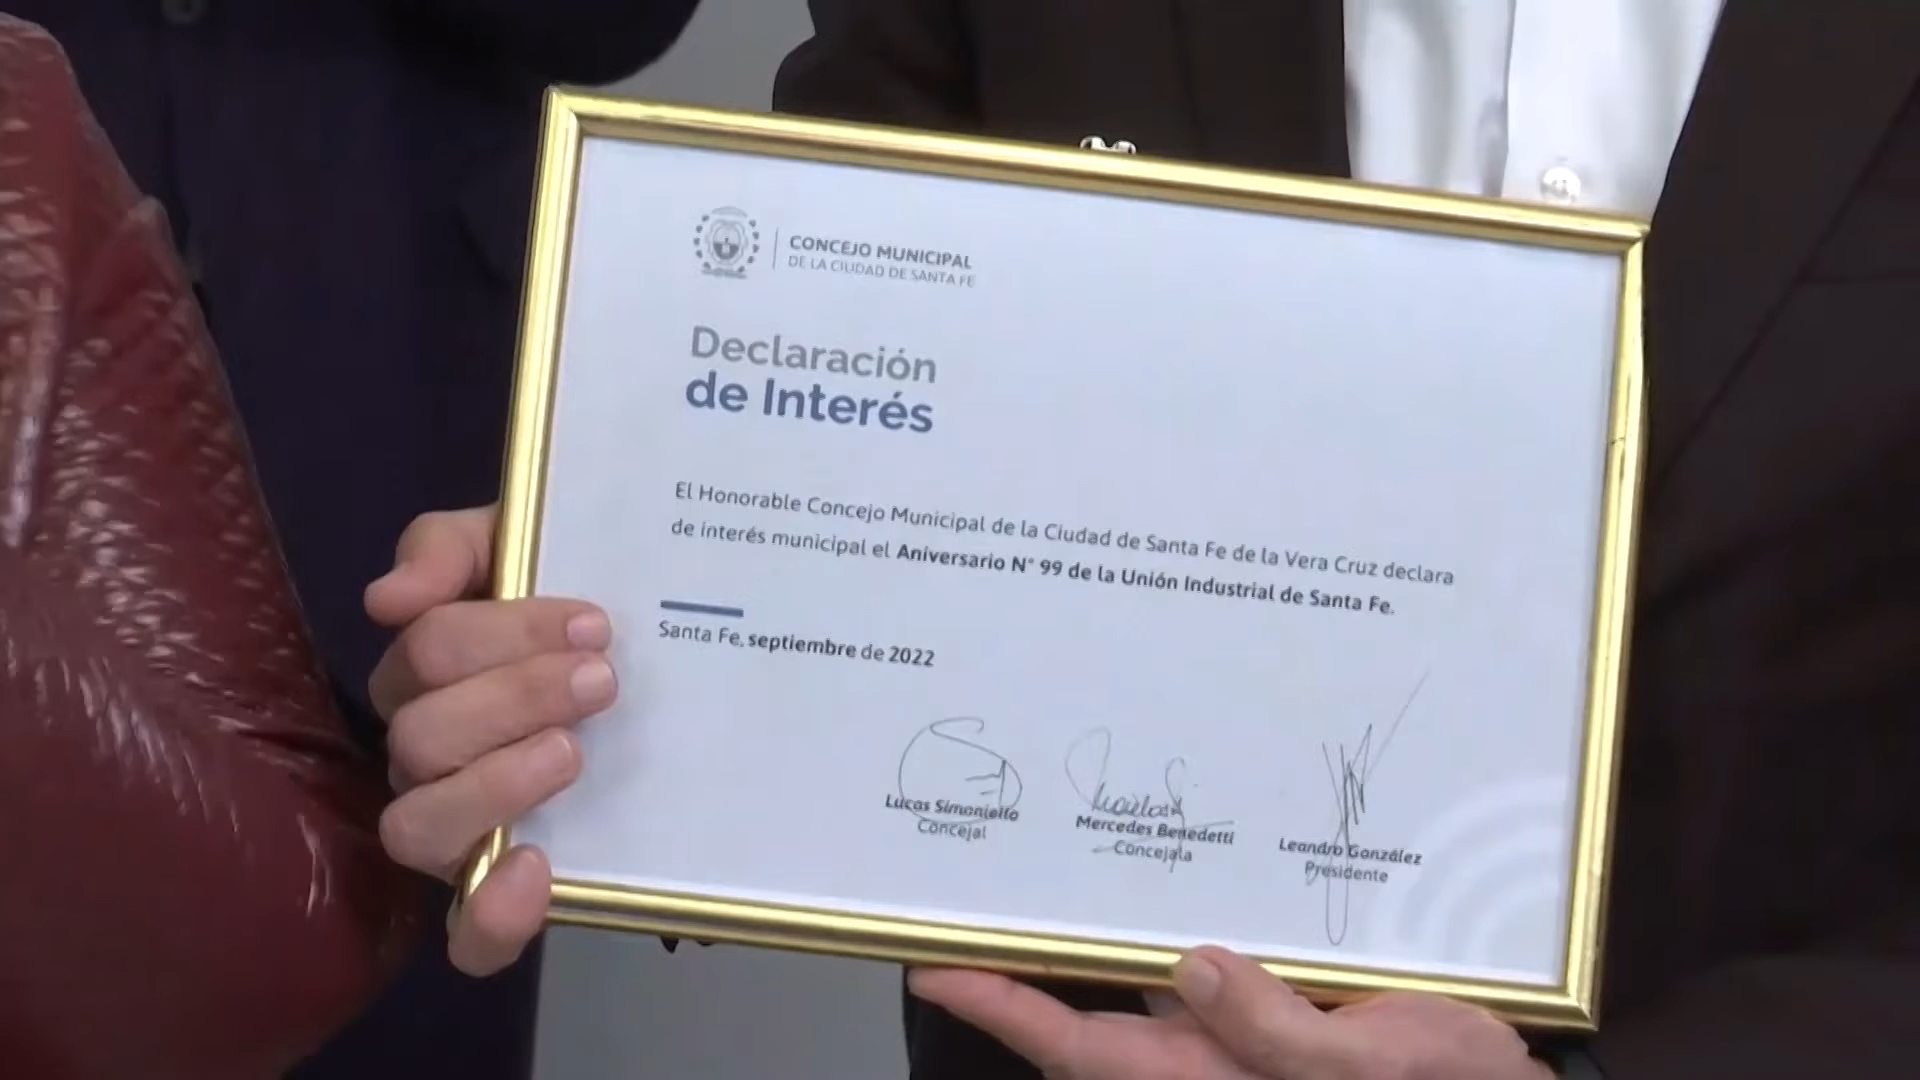 CONCEJO MUNICIPAL
DE LA CIUDAD DE SANTA FE
Declaración
de Interés
El Honorable Concejo Municipal de la Ciudad de Santa Fe de la Vera Cruz declara
de interés municipal el Aniversario N° 99 de la Unión Industrial de Santa Fe.
Santa Fe, septiembre de 2022
Lucas Simoniello
Concejal
Mercedes Benedetti
Concejala
Leandro González
Presidente